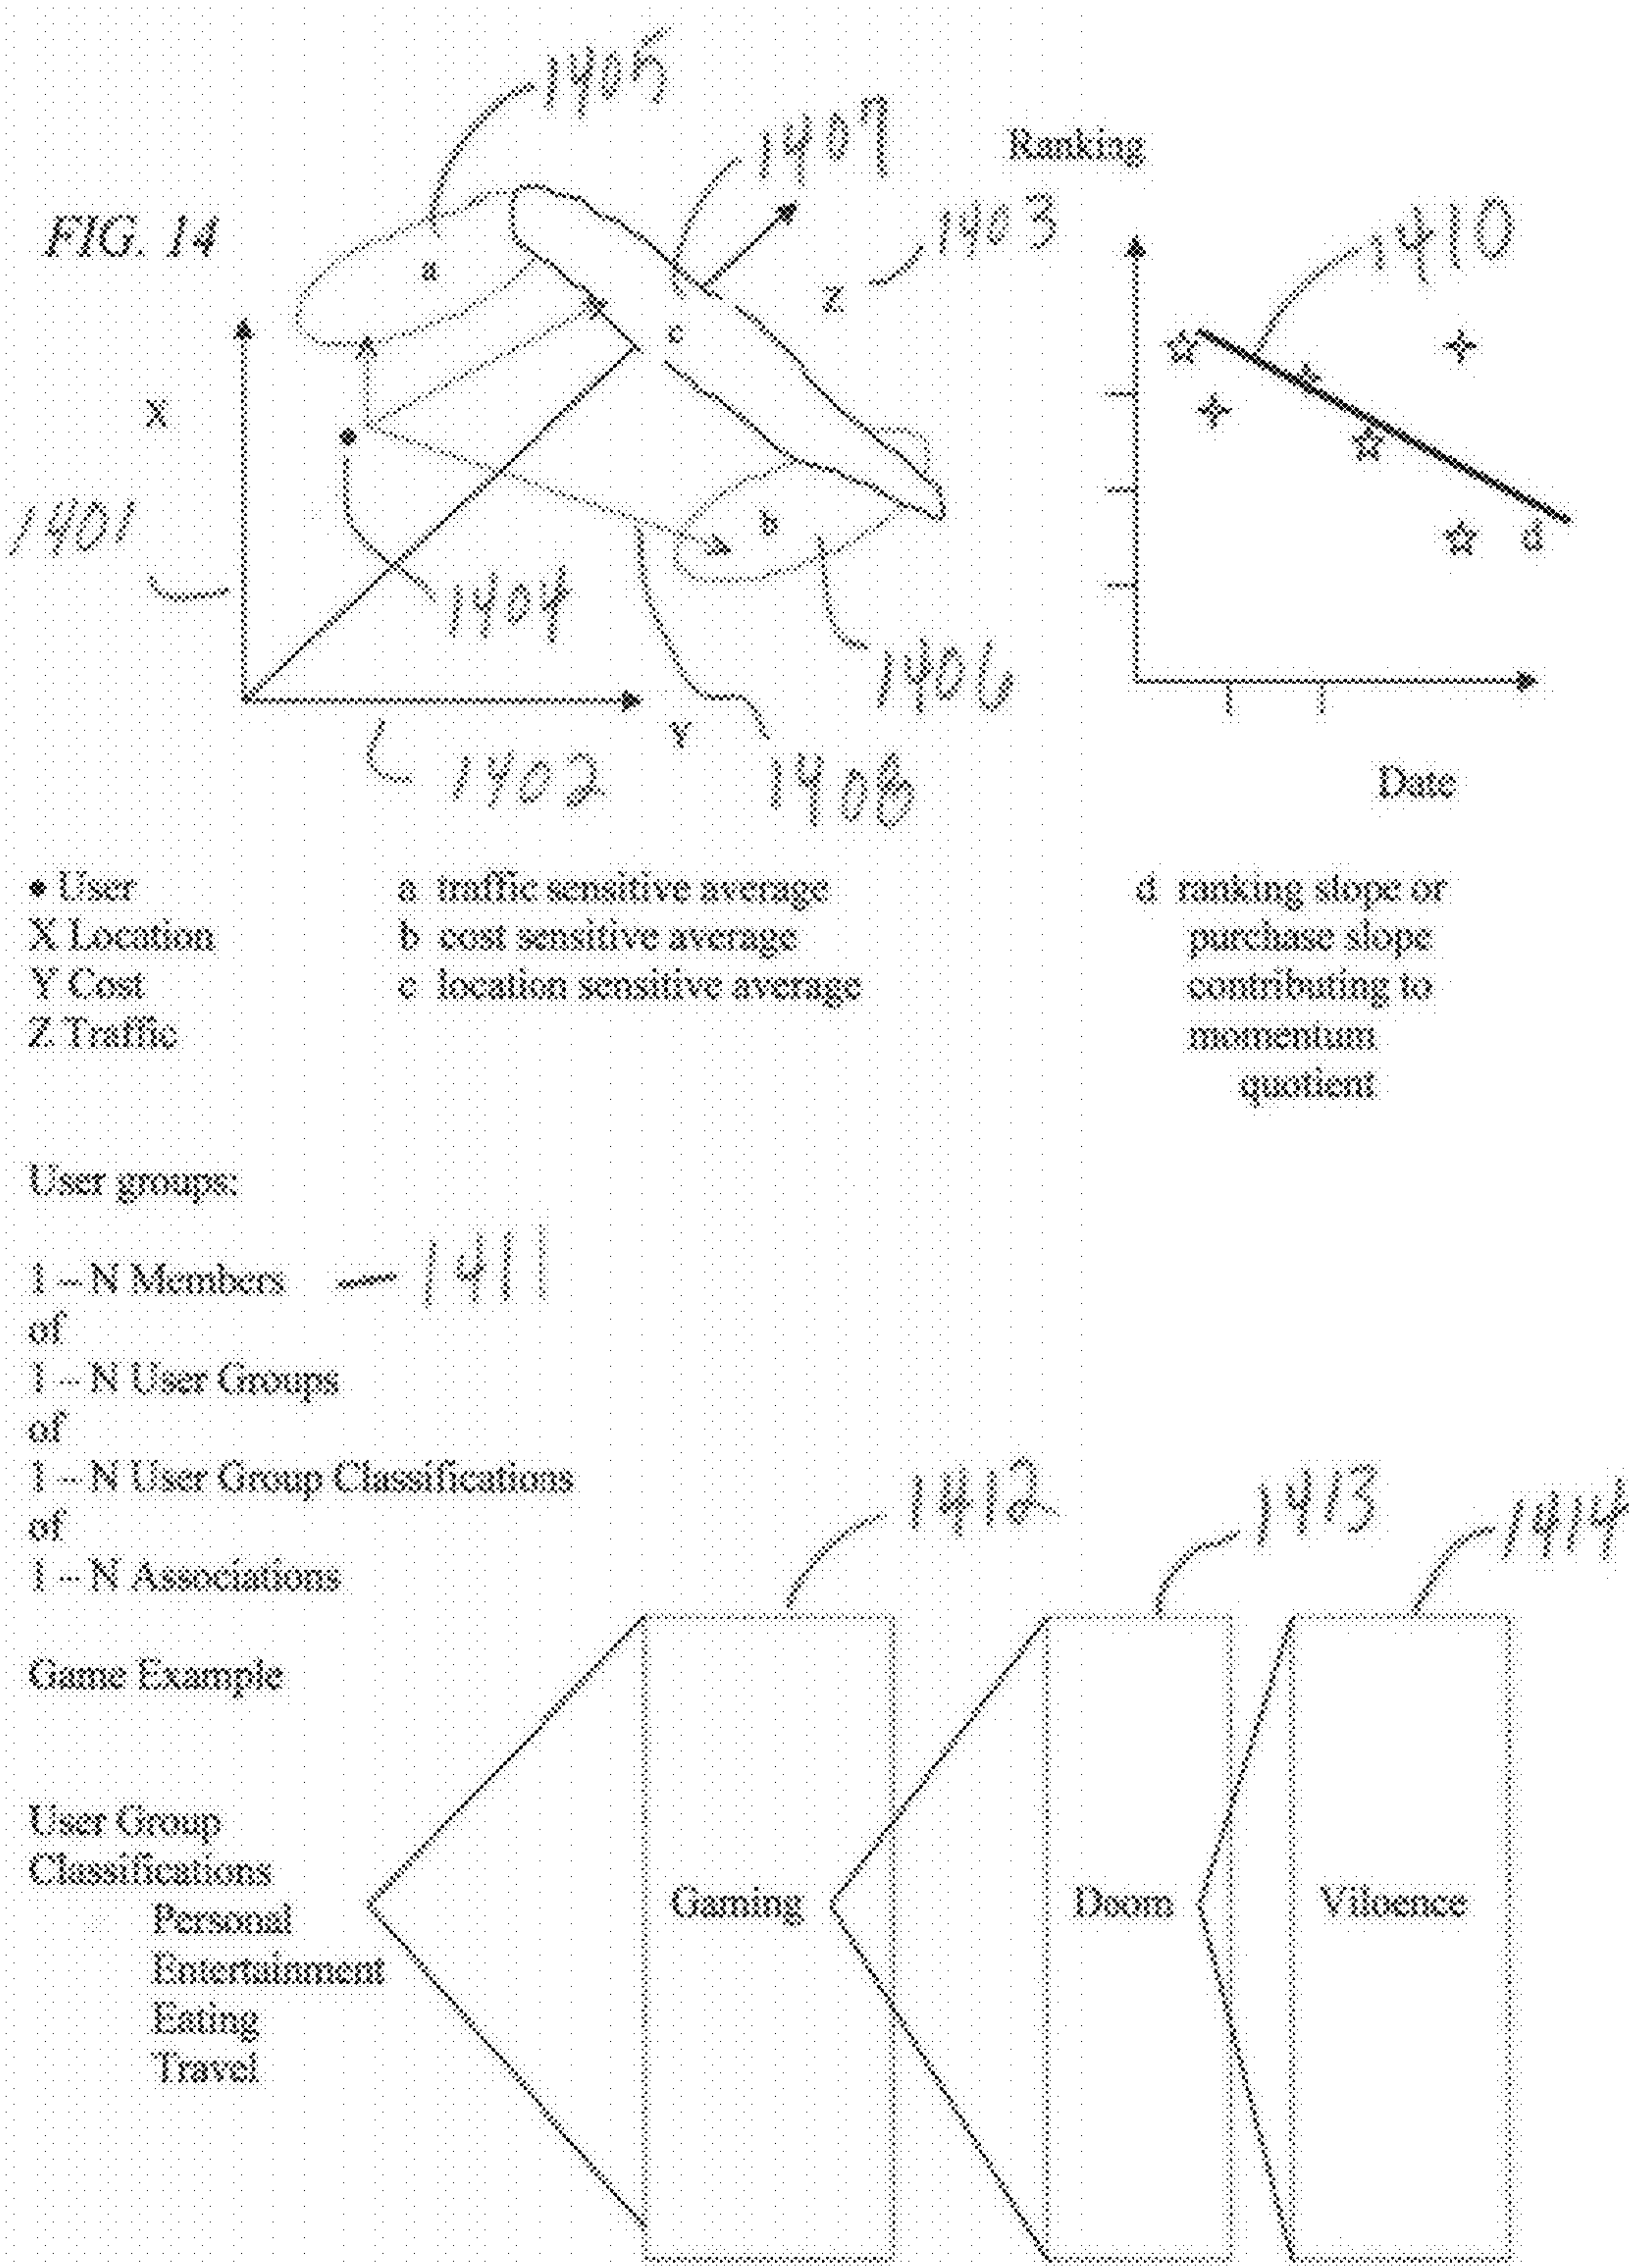 1405
1407
Ranking
1403
1410
FIG. 14
a
Z
c
X
1401
b
d
1404
1406
Y
1402
1408
Date
• User
X Location
Y Cost
Z Traffic
a traffic sensitive average
b cost sensitive average
c location sensitive average
d ranking slope or
purchase slope
contributing to
momentum
quotient
User groups:
1 – N Members
1411
of
1 – N User Groups
of
1 – N User Group Classifications
of
1 – N Associations
1412
1413
1414
Game Example
User Group
Classifications
Personal
Entertainment
Eating
Travel
Gaming
Doom
Viloence